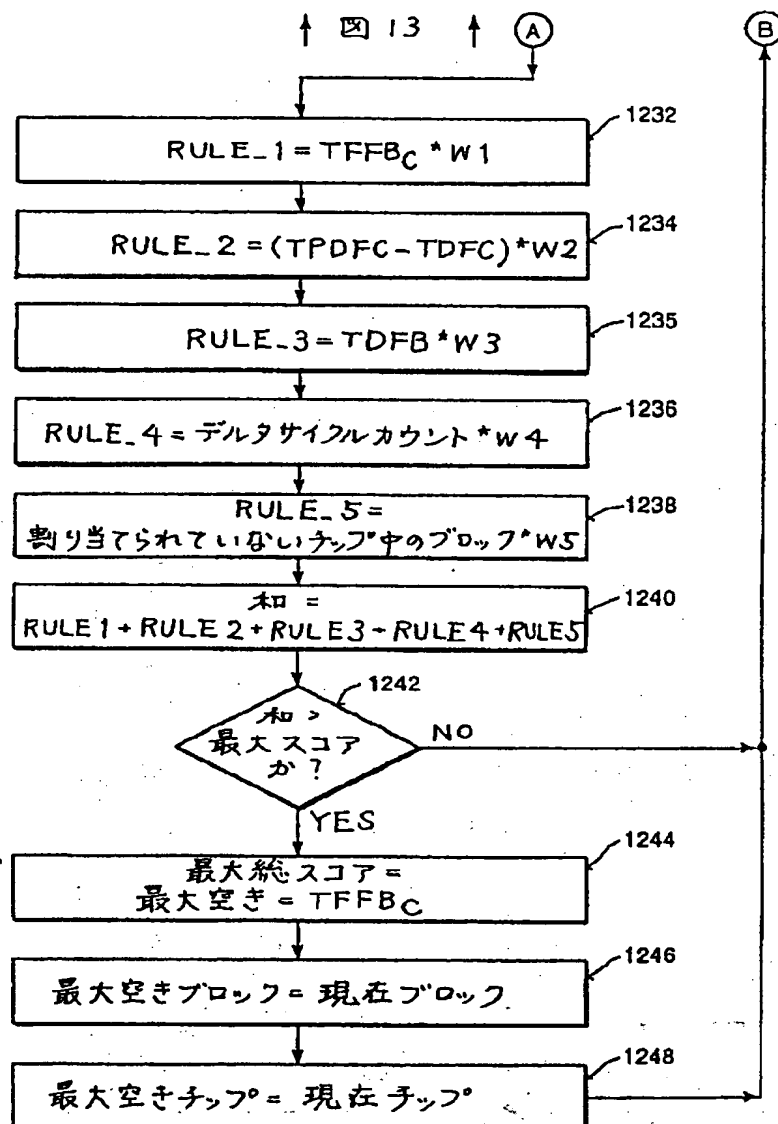 図13
A
B
1232
RULE_1=TFFBC*W1
1234
RULE_2=(TPDFC-TDFC)*W2
1235
RULE_3=TDFB*W3
1236
RULE_4=デルタサイクルカウント*W4
1238
RULE_5=
割り当てられていないチップ中のブロック*W5
1240
和=
RULE1+RULE2+RULE3-RULE4+RULE5
1242
和>
最大スコア
か?
NO
YES
1244
最大総スコア=
最大空き=TFFBC
1246
最大空きブロック=現在ブロック
1248
最大空きチップ=現在チップ